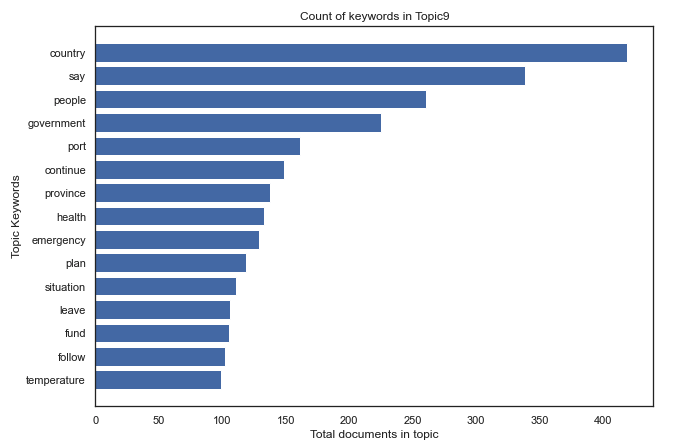 Count of keywords in Topic9
Topic Keywords
country
say
people
government
port
continue
province
health
emergency
plan
situation
leave
fund
follow
temperature
0 50 100 150 200 250 300 350 400
Total documents in topic